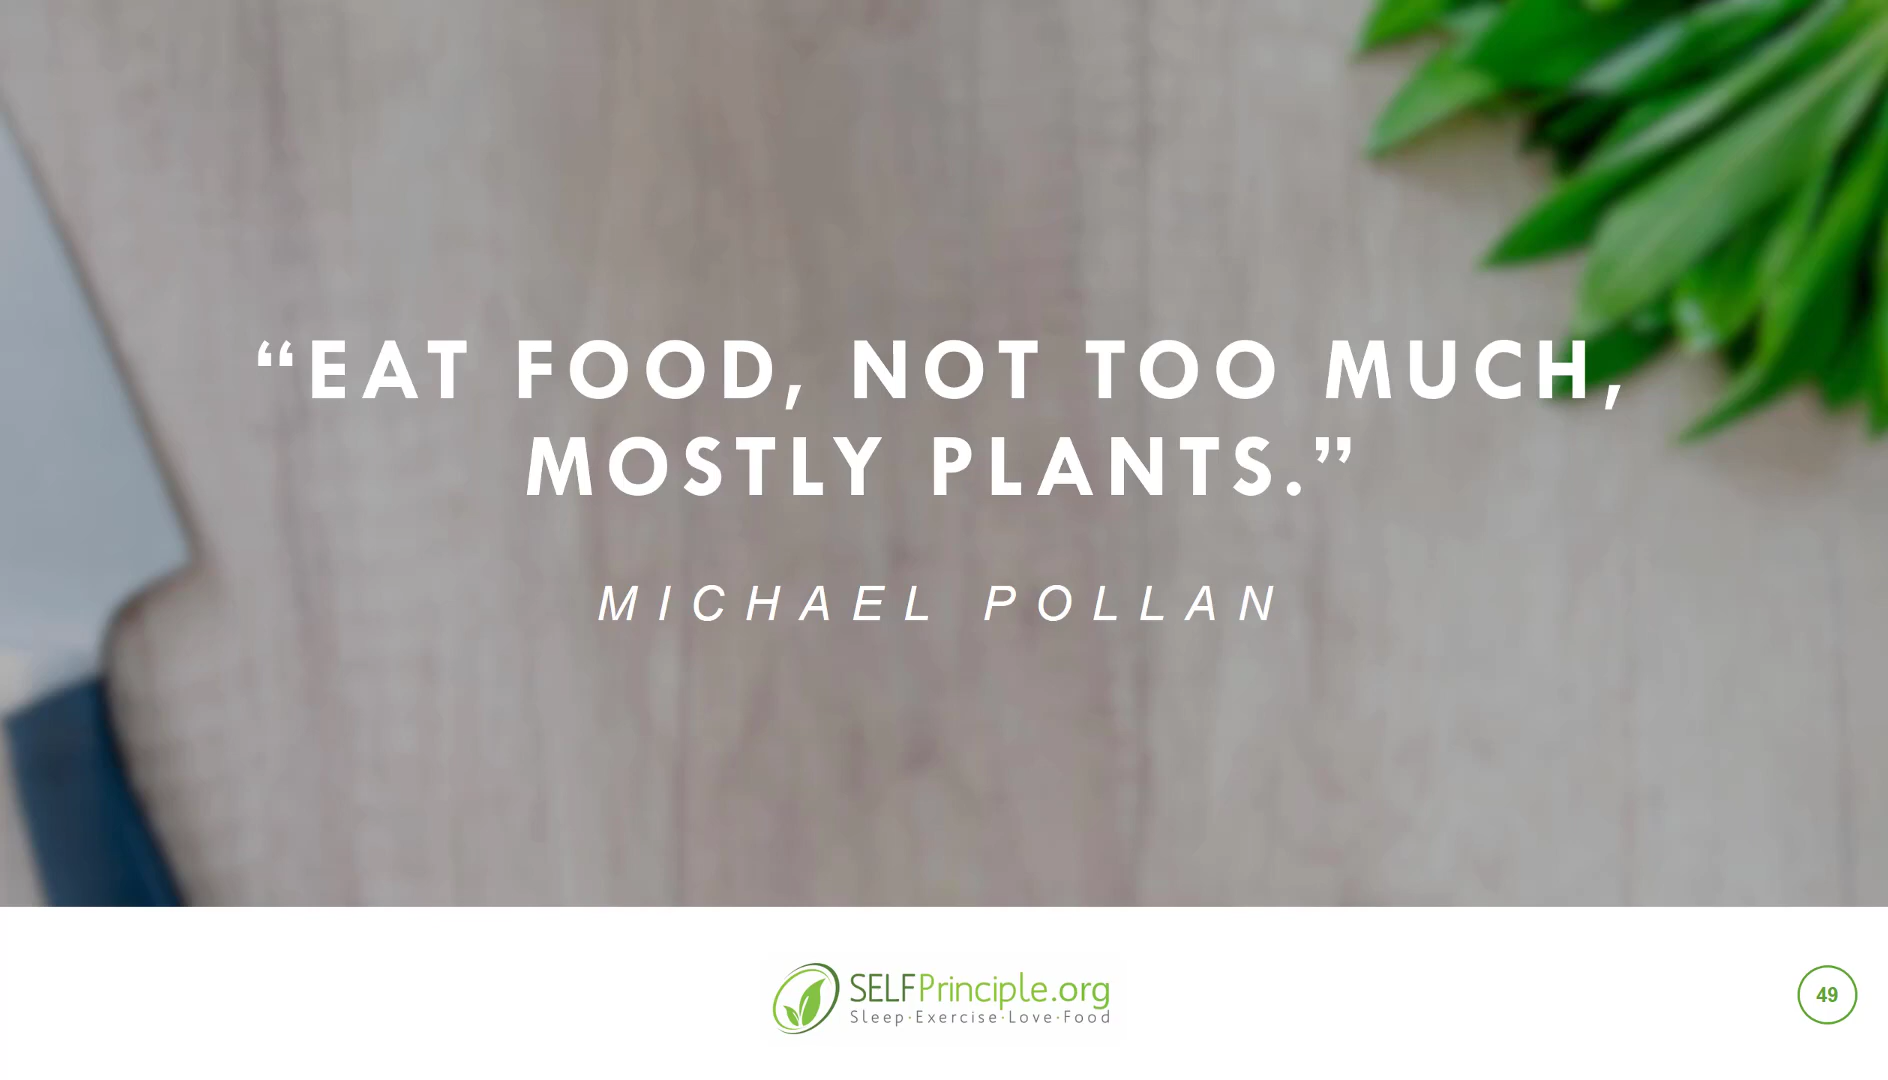 “EAT FOOD, NOT TOO MUCH,
MOSTLY PLANTS.”
MICHAEL POLLAN
SELFPrinciple.org
Sleep·Exercise·Love·Food
49